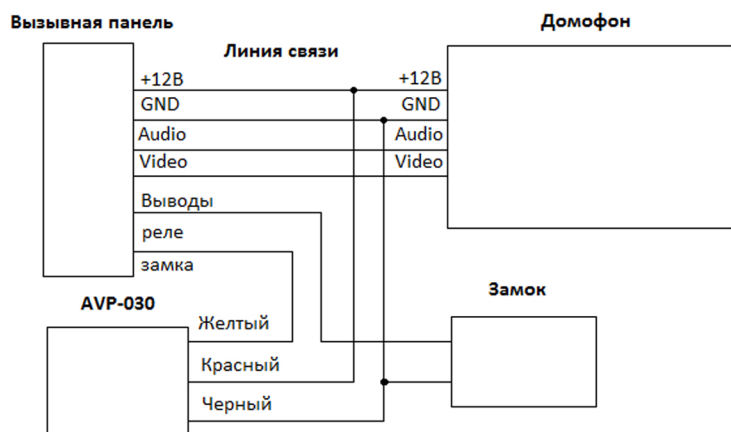 Вызывная панель
Домофон
Линия связи
+12В
+12В
GND
GND
Audio
Audio
Video
Video
Выводы
реле
замка
AVP-030
Замок
Желтый
Красный
Черный